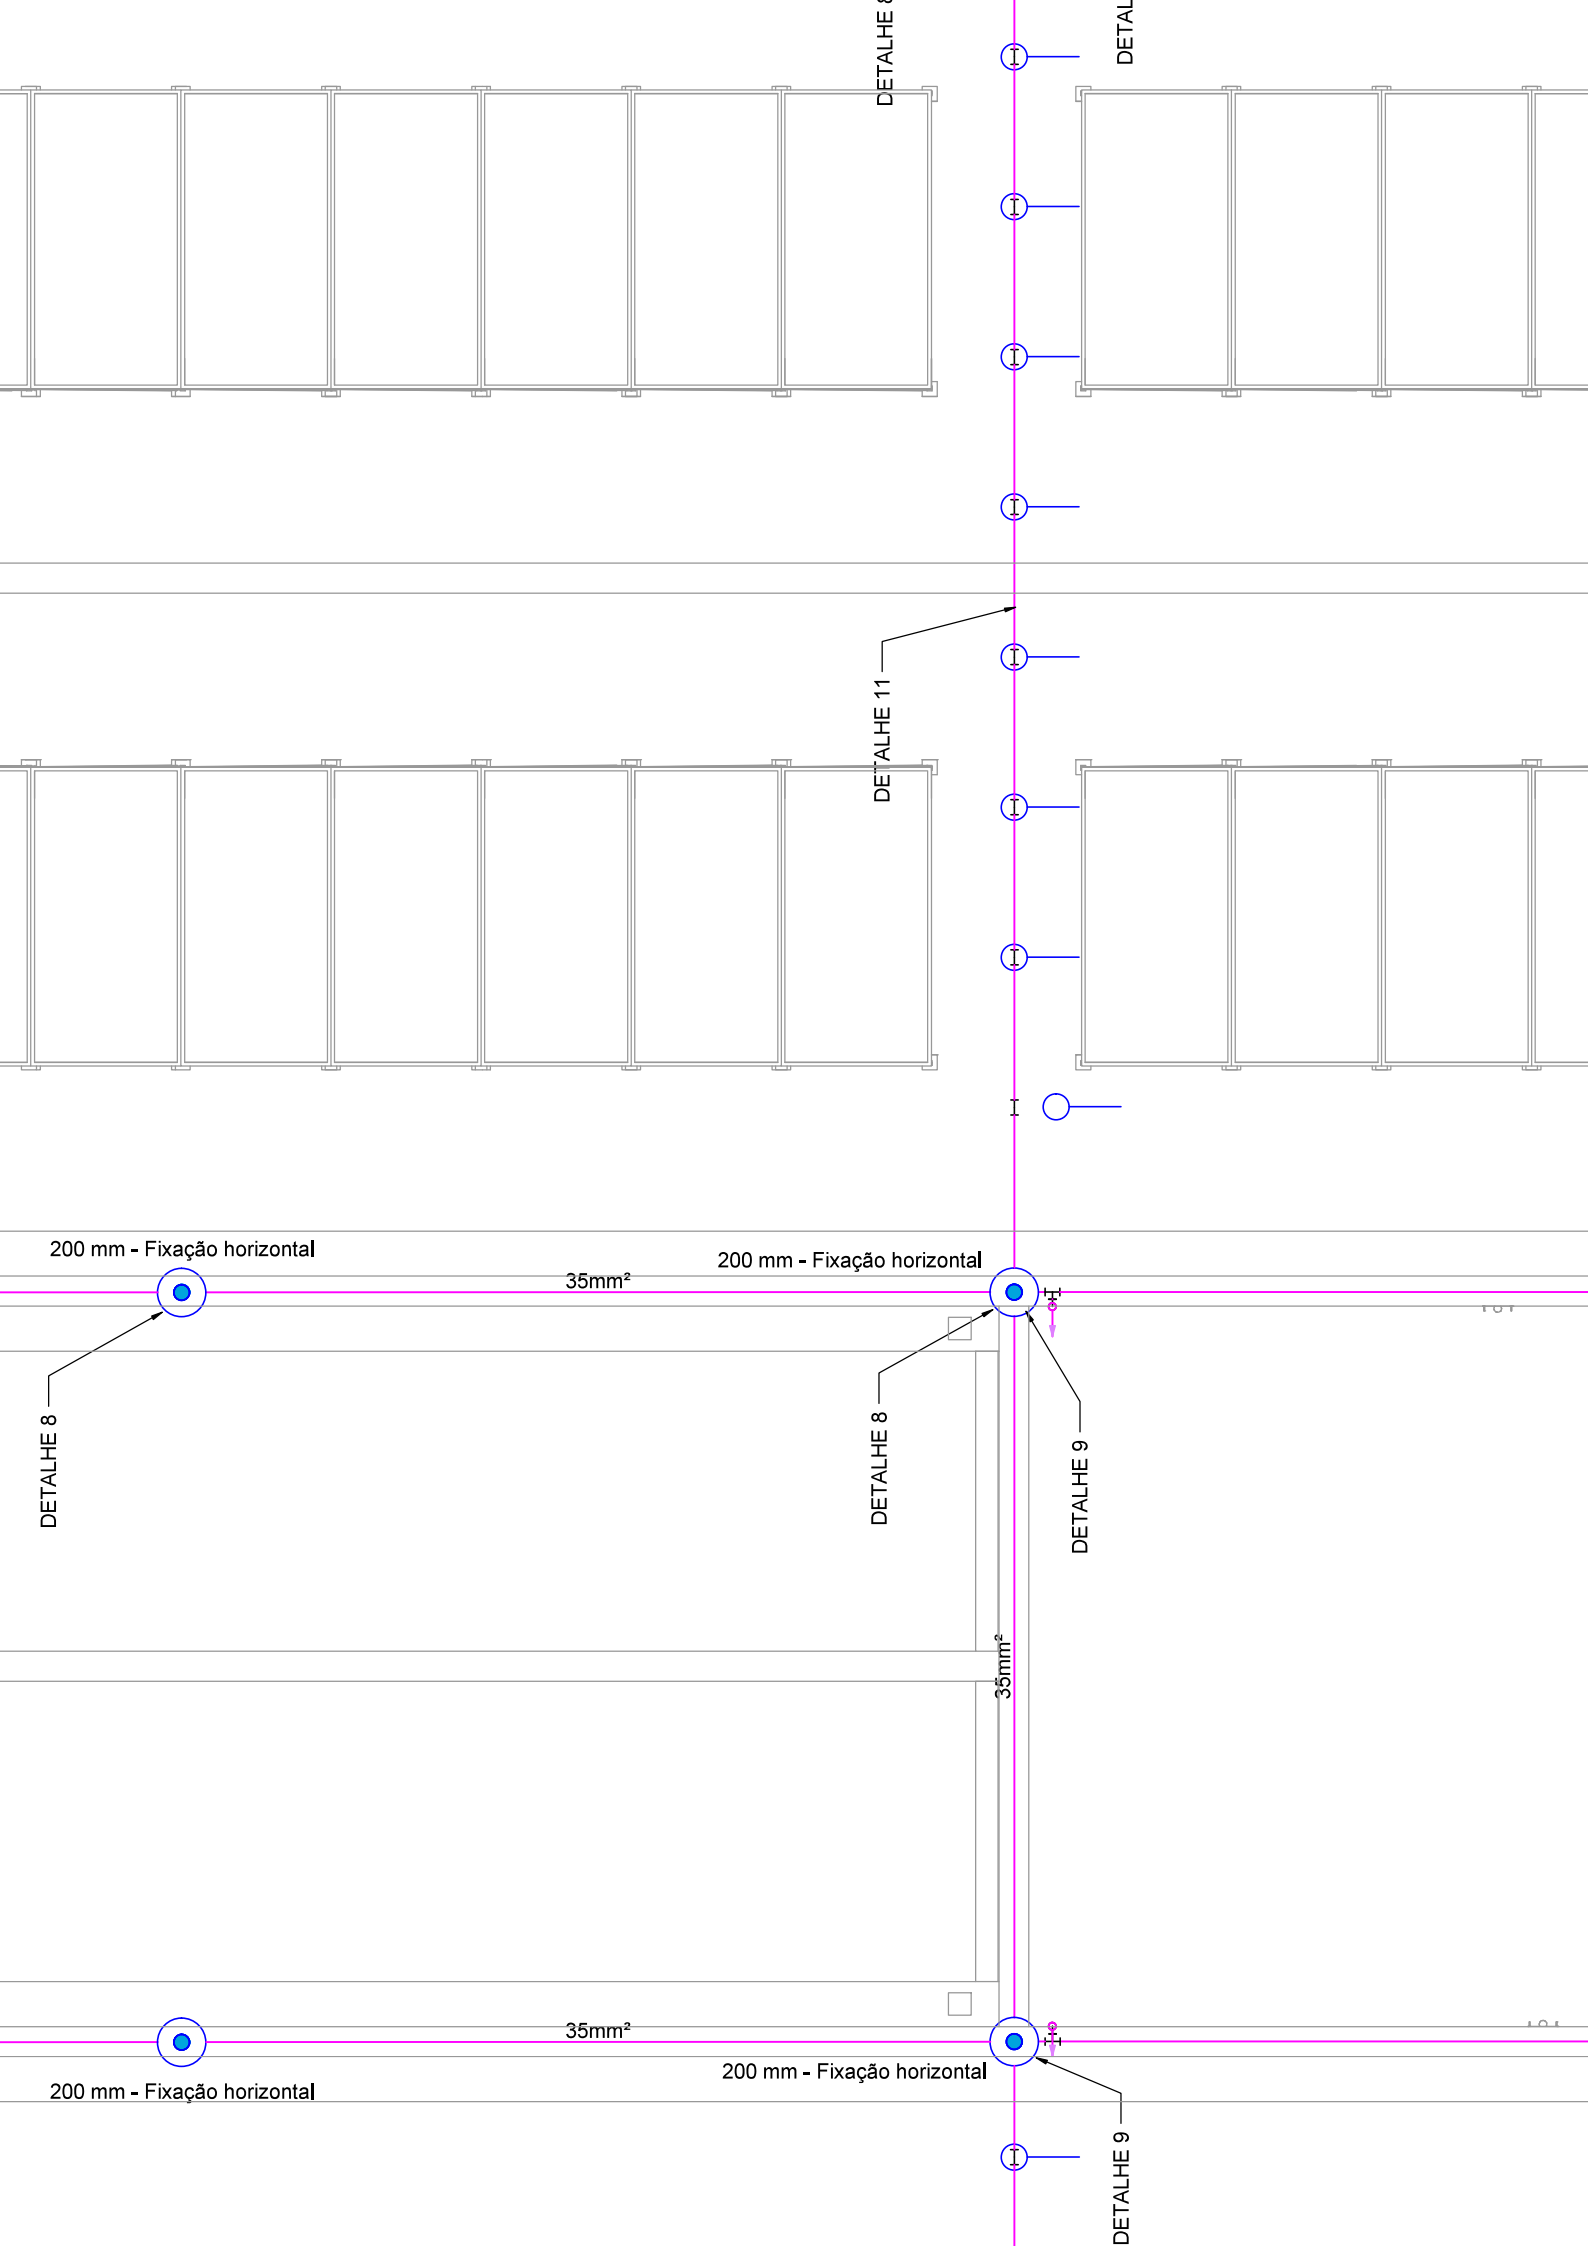 DETALHE 8
DETAL
DETALHE 11
200 mm - Fixação horizontal
200 mm - Fixação horizontal
35mm²
DETALHE 8
DETALHE 8
DETALHE 9
35mm²
35mm²
200 mm - Fixação horizontal
200 mm - Fixação horizontal
DETALHE 9